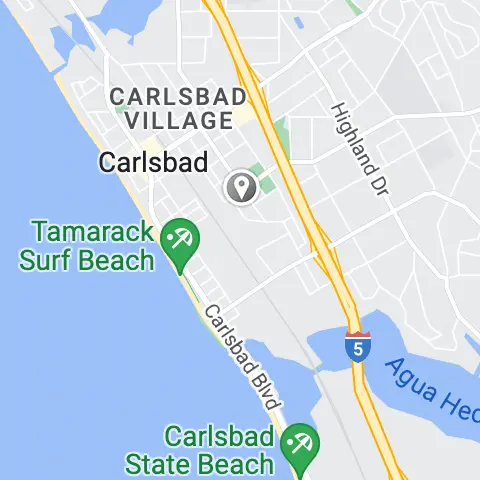 CARLSBAD
VILLAGE
Carlsbad
Highland Dr
Tamarack
Surf Beach
Carlsbad Blvd
5
Agua Hed
Carlsbad
State Beach